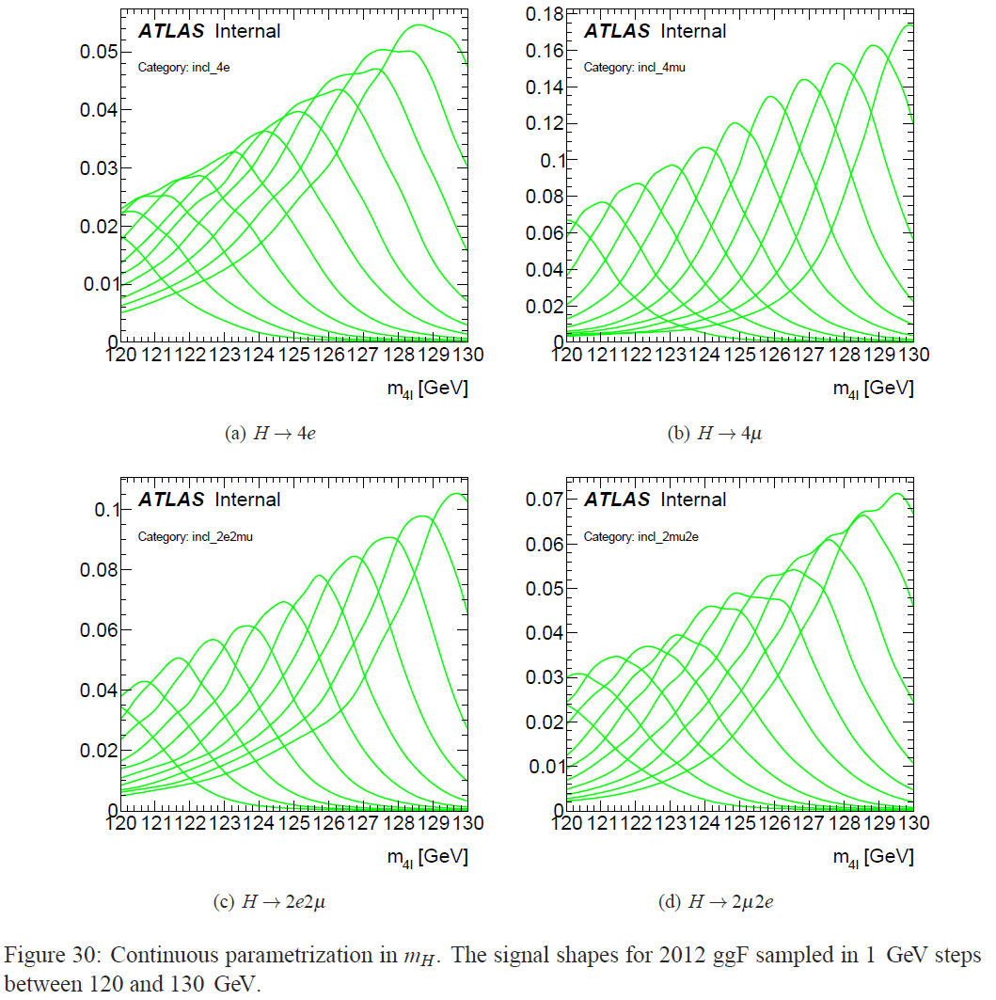 ATLAS Internal
Category: incl_4e
0.05
0.04
0.03
0.02
0.01
0
120 121 122 123 124 125 126 127 128 129 130
m4l [GeV]
(a) H → 4e
ATLAS Internal
Category: incl_4mu
0.18
0.16
0.14
0.12
0.1
0.08
0.06
0.04
0.02
0
120 121 122 123 124 125 126 127 128 129 130
m4l [GeV]
(b) H → 4μ
ATLAS Internal
Category: incl_2e2mu
0.1
0.08
0.06
0.04
0.02
0
120 121 122 123 124 125 126 127 128 129 130
m4l [GeV]
(c) H → 2e2μ
ATLAS Internal
Category: incl_2mu2e
0.07
0.06
0.05
0.04
0.03
0.02
0.01
0
120 121 122 123 124 125 126 127 128 129 130
m4l [GeV]
(d) H → 2μ2e
Figure 30: Continuous parametrization in mH. The signal shapes for 2012 ggF sampled in 1 GeV steps
between 120 and 130 GeV.